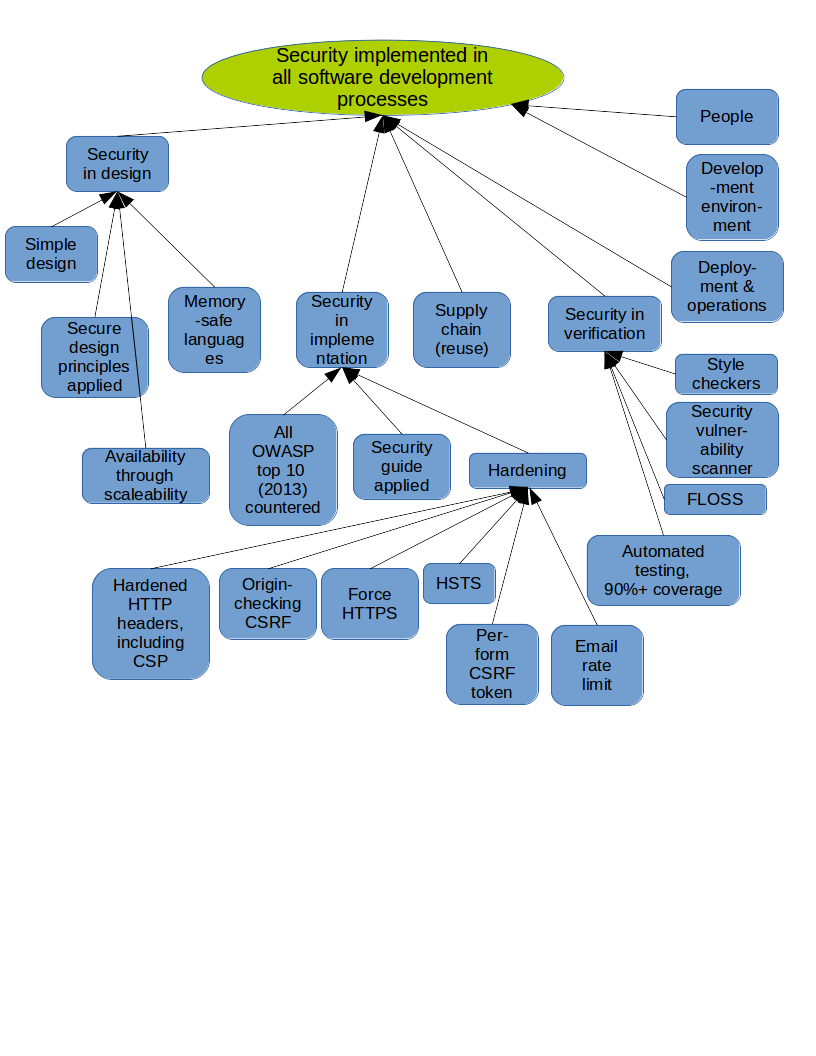 Security implemented in
all software development
processes
People
Security
in design
Develop
-ment
environ-
ment
Simple
design
Deploy-
ment &
operations
Memory
-safe
languag
es
Security
in
impleme
ntation
Supply
chain
(reuse)
Security in
verification
Secure
design
principles
applied
Style
checkers
Security
vulner-
ability
scanner
All
OWASP
top 10
(2013)
countered
Security
guide
applied
Hardening
Availability
through
scaleability
FLOSS
Automated
testing,
90%+ coverage
Hardened
HTTP
headers,
including
CSP
Origin-
checking
CSRF
Force
HTTPS
HSTS
Per-
form
CSRF
token
Email
rate
limit